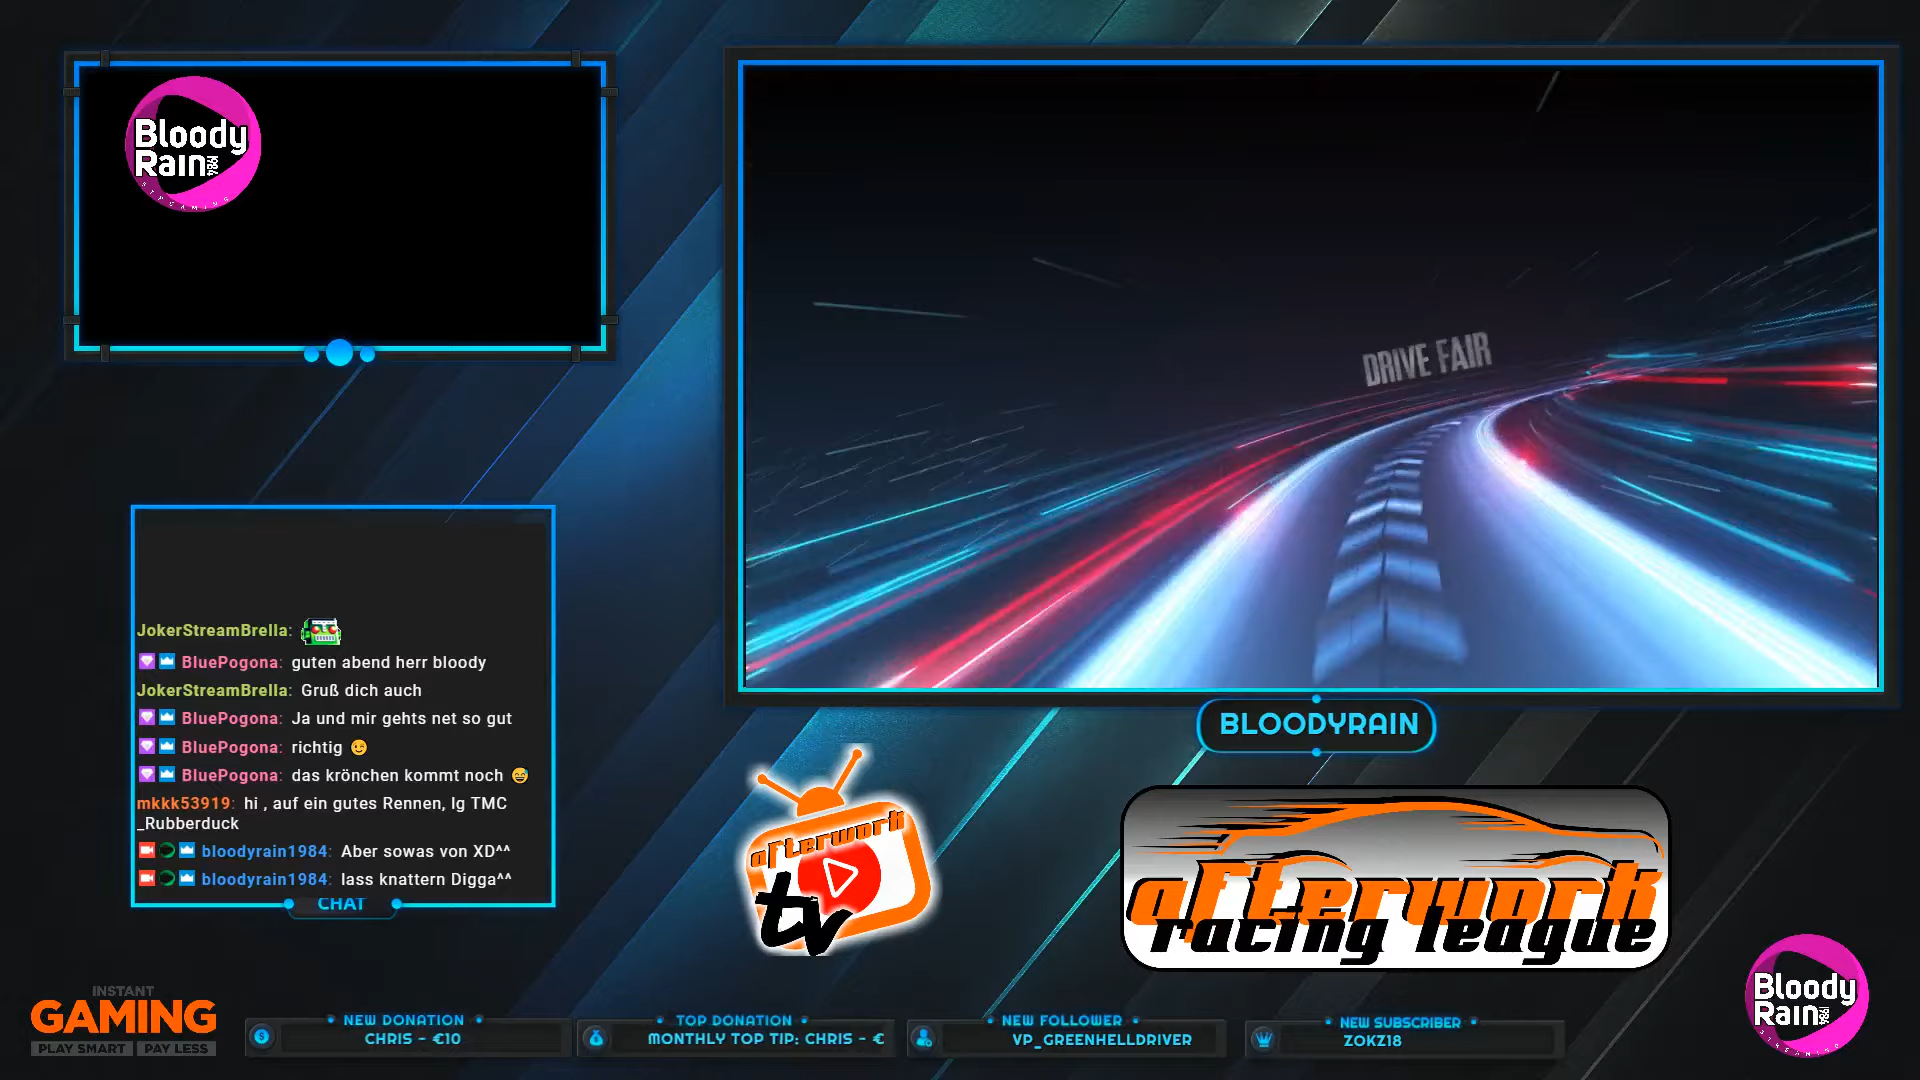 Bloody
Rain
1984
STREAMING
DRIVE FAIR
JokerStreamBrella:
BluePogona: guten abend herr bloody
JokerStreamBrella: Gruß dich auch
BluePogona: Ja und mir gehts net so gut
BluePogona: richtig 😉
BluePogona: das krönchen kommt noch 😅
mkkk53919: hi , auf ein gutes Rennen, lg TMC
_Rubberduck
bloodyrain1984: Aber sowas von XD^^
bloodyrain1984: lass knattern Digga^^
CHAT
BLOODYRAIN
afterwork
tv
afterwork
racing league
Bloody
Rain
1984
STREAMING
INSTANT
GAMING
PLAY SMART PAY LESS
NEW DONATION
CHRIS - €10
TOP DONATION
MONTHLY TOP TIP: CHRIS - €
NEW FOLLOWER
VP_GREENHELLDRIVER
NEW SUBSCRIBER
ZOKZ18